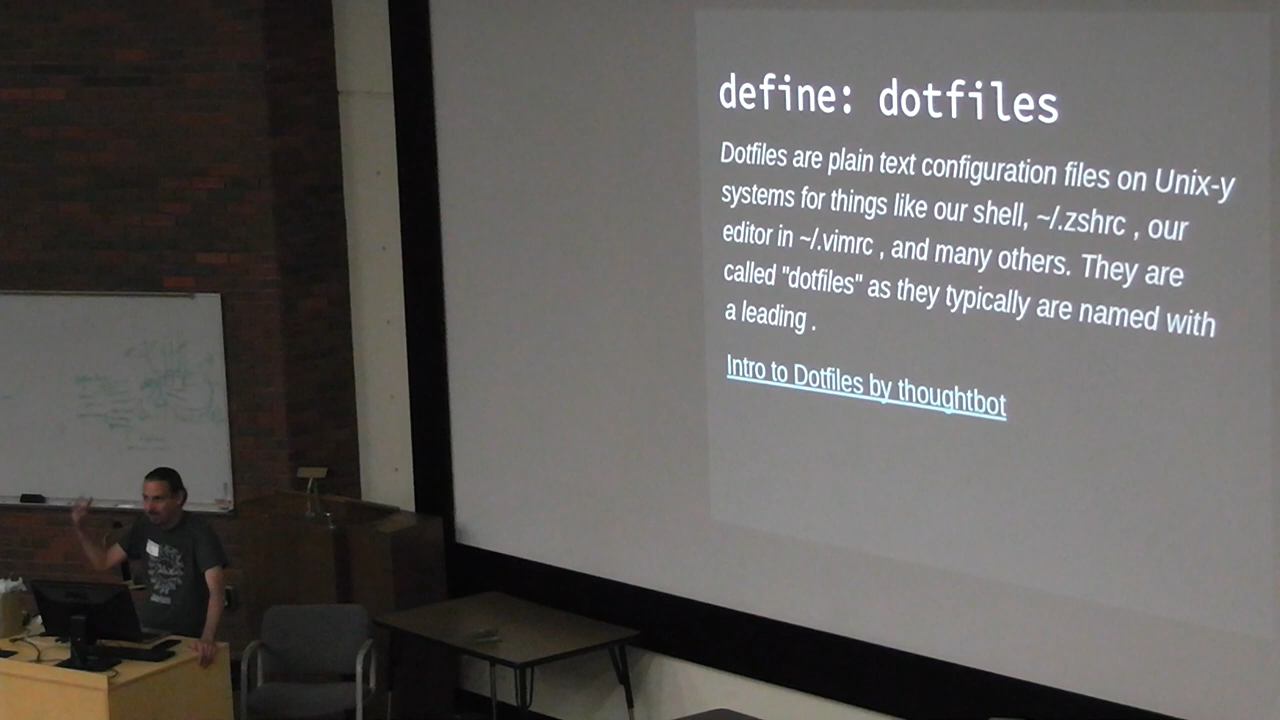 define: dotfiles
Dotfiles are plain text configuration files on Unix-y
systems for things like our shell, ~/.zshrc , our
editor in ~/.vimrc , and many others. They are
called "dotfiles" as they typically are named with
a leading .
Intro to Dotfiles by thoughtbot